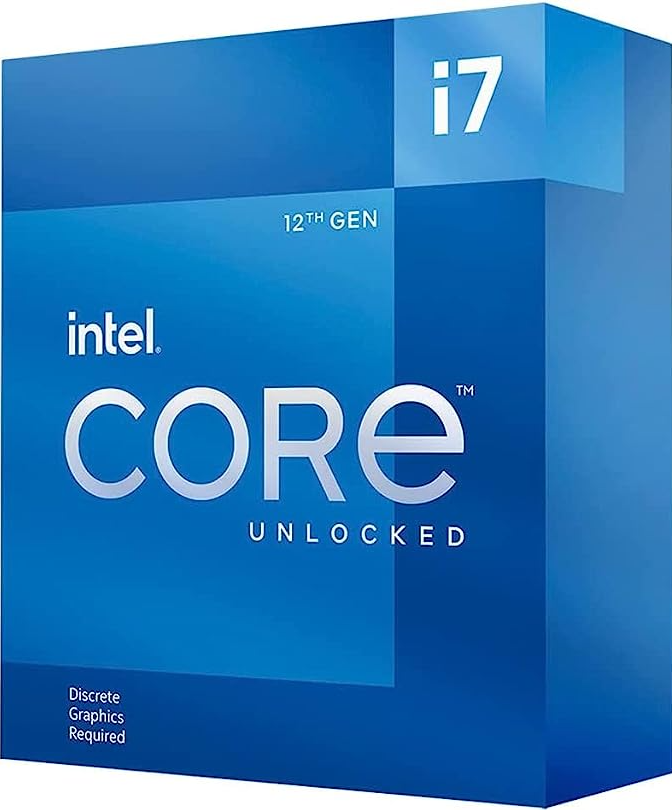 i7
12TH GEN
intel.
CORe™
UNLOCKED
Discrete
Graphics
Required